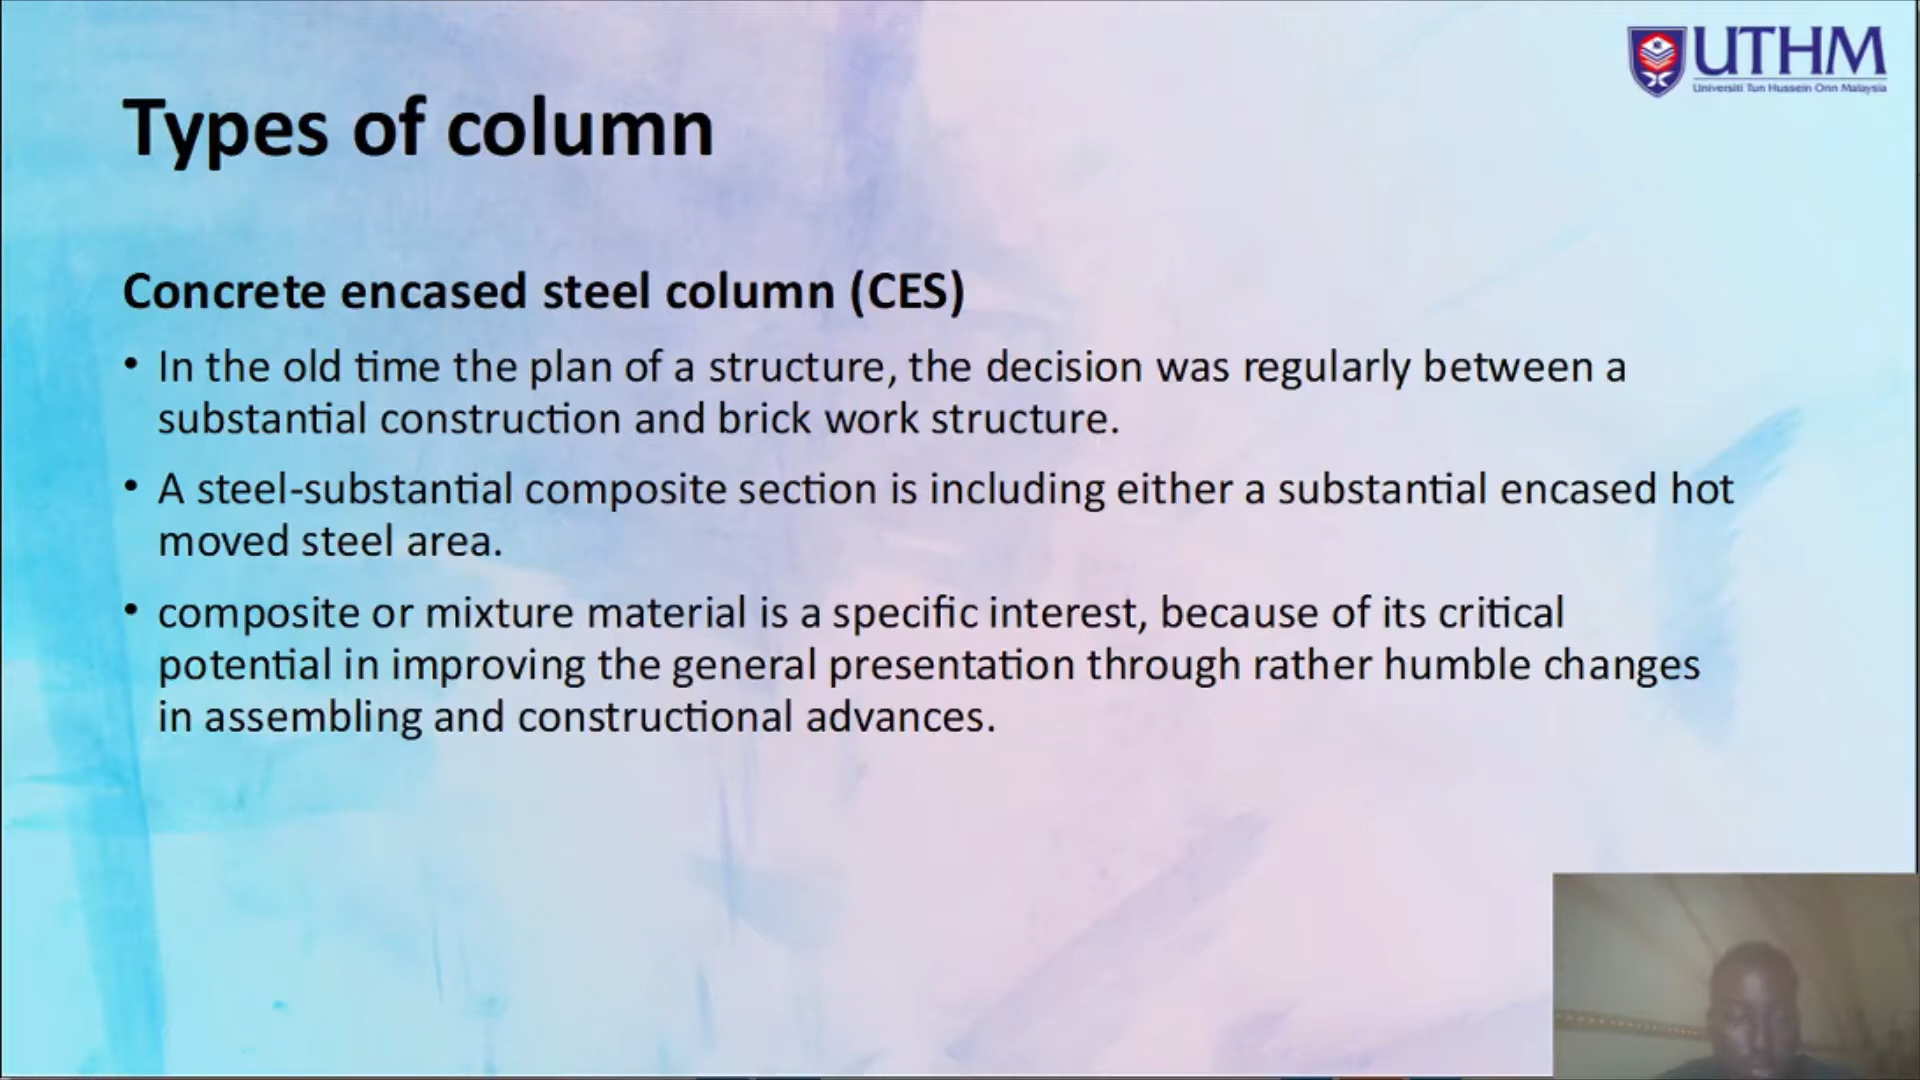 UTHM
Universiti Tun Hussein Onn Malaysia
Types of column
Concrete encased steel column (CES)
• In the old time the plan of a structure, the decision was regularly between a
substantial construction and brick work structure.
• A steel-substantial composite section is including either a substantial encased hot
moved steel area.
• composite or mixture material is a specific interest, because of its critical
potential in improving the general presentation through rather humble changes
in assembling and constructional advances.